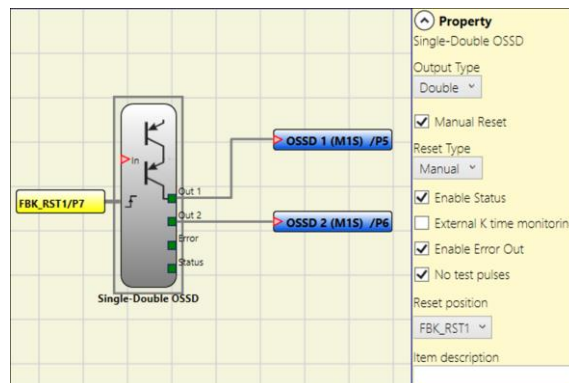 Property
Single-Double OSSD
Output Type
Double
Manual Reset
Reset Type
Manual
Enable Status
External K time monitorin
Enable Error Out
No test pulses
Reset position
FBK_RST1
Item description
OSSD 1 (M1S) /P5
In
Out 1
FBK_RST1/P7
Out 2
OSSD 2 (M1S) /P6
Error
Status
Single-Double OSSD